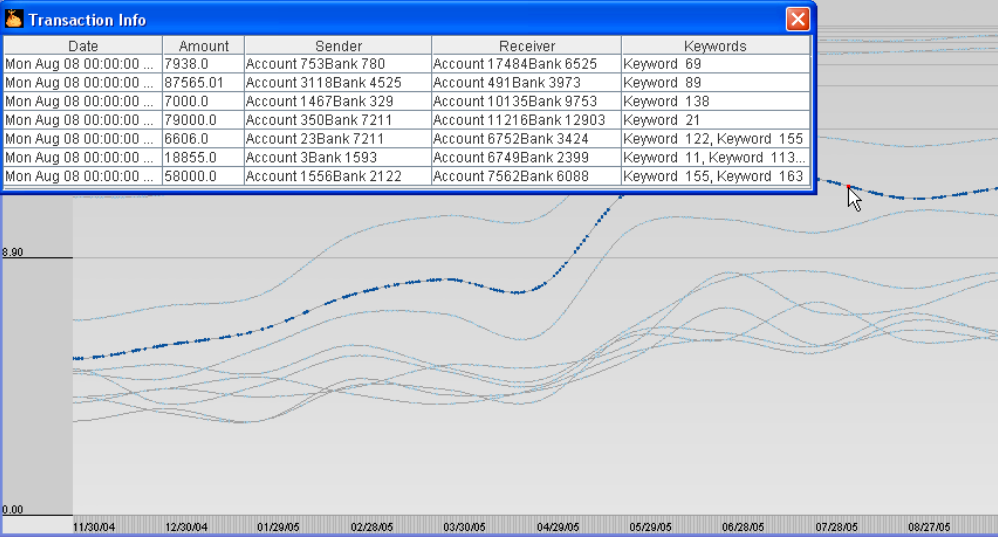 Transaction Info
Date Amount Sender Receiver Keywords
Mon Aug 08 00:00:00 ... 7938.0 Account 753Bank 780 Account 17484Bank 6525 Keyword 69
Mon Aug 08 00:00:00 ... 87565.01 Account 3118Bank 4525 Account 491Bank 3973 Keyword 89
Mon Aug 08 00:00:00 ... 7000.0 Account 1467Bank 329 Account 10135Bank 9753 Keyword 138
Mon Aug 08 00:00:00 ... 79000.0 Account 350Bank 7211 Account 11216Bank 12903 Keyword 21
Mon Aug 08 00:00:00 ... 6606.0 Account 23Bank 7211 Account 6752Bank 3424 Keyword 122, Keyword 155
Mon Aug 08 00:00:00 ... 18855.0 Account 3Bank 1593 Account 6749Bank 2399 Keyword 11, Keyword 113...
Mon Aug 08 00:00:00 ... 58000.0 Account 1556Bank 2122 Account 7562Bank 6088 Keyword 155, Keyword 163
8.90
0.00
11/30/04 12/30/04 01/29/05 02/28/05 03/30/05 04/29/05 05/29/05 06/28/05 07/28/05 08/27/05